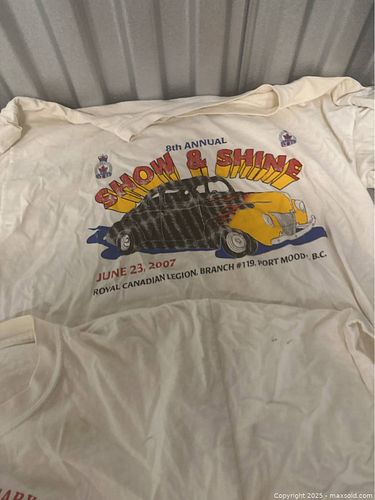 8th ANNUAL
SHOW & SHINE
JUNE 23, 2007
ROYAL CANADIAN LEGION, BRANCH #119, PORT MOODY, B.C.
Copyright 2025 - maxsold.com